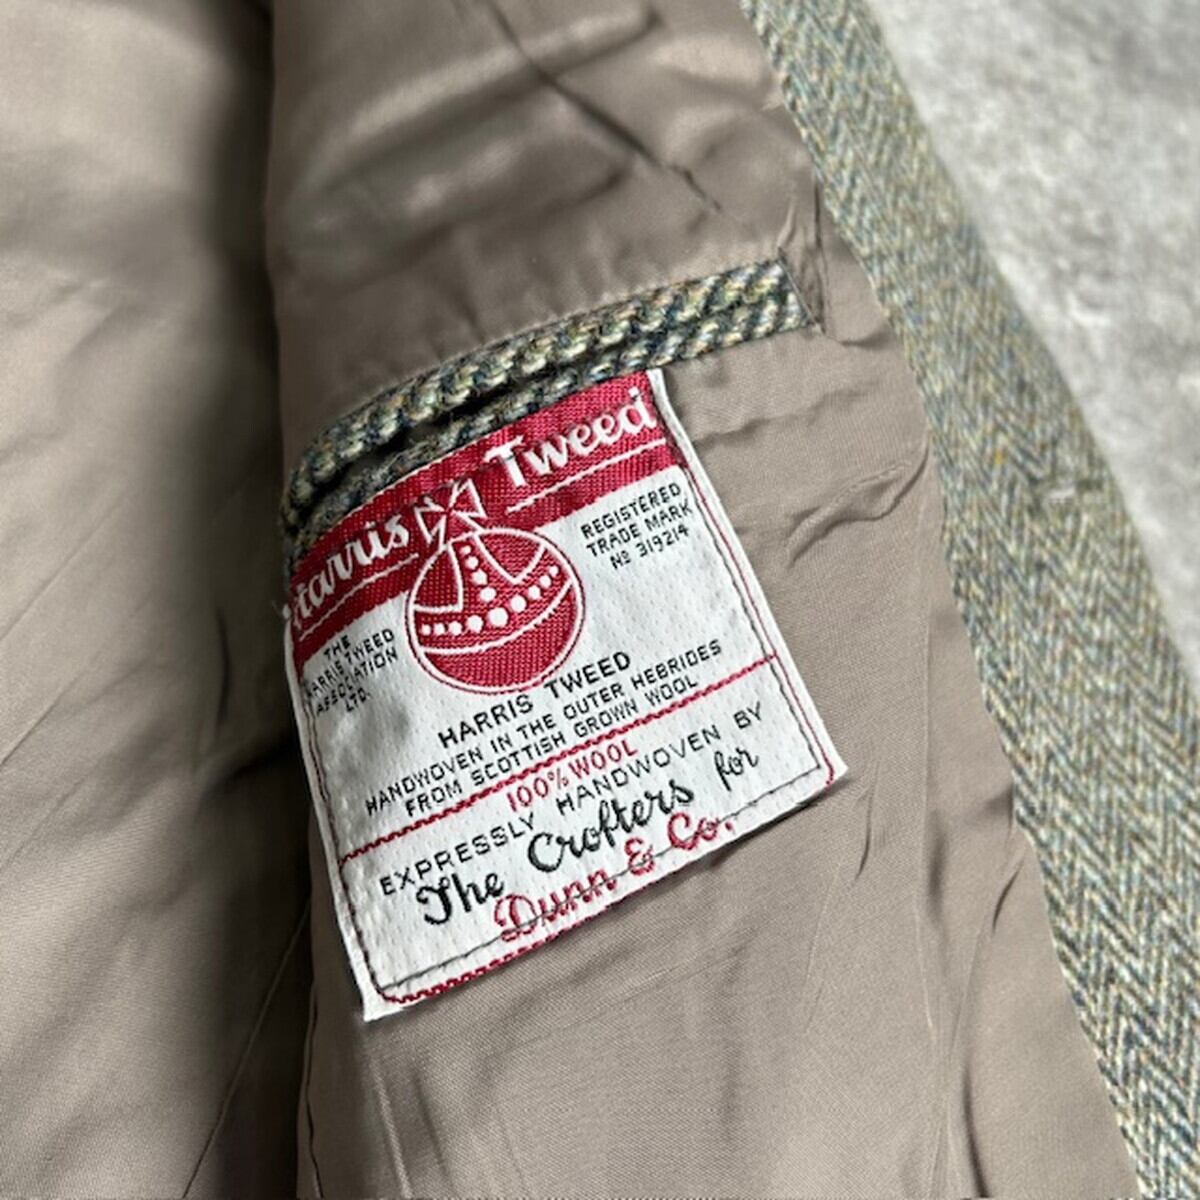 Harris Tweed
REGISTERED
TRADE MARK
Nº 319214
THE
HARRIS TWEED
ASSOCIATION
LTD.
HARRIS TWEED
HANDWOVEN IN THE OUTER HEBRIDES
FROM SCOTTISH GROWN WOOL
100% WOOL
EXPRESSLY HANDWOVEN BY
The Crofters for
Dunn & Co.